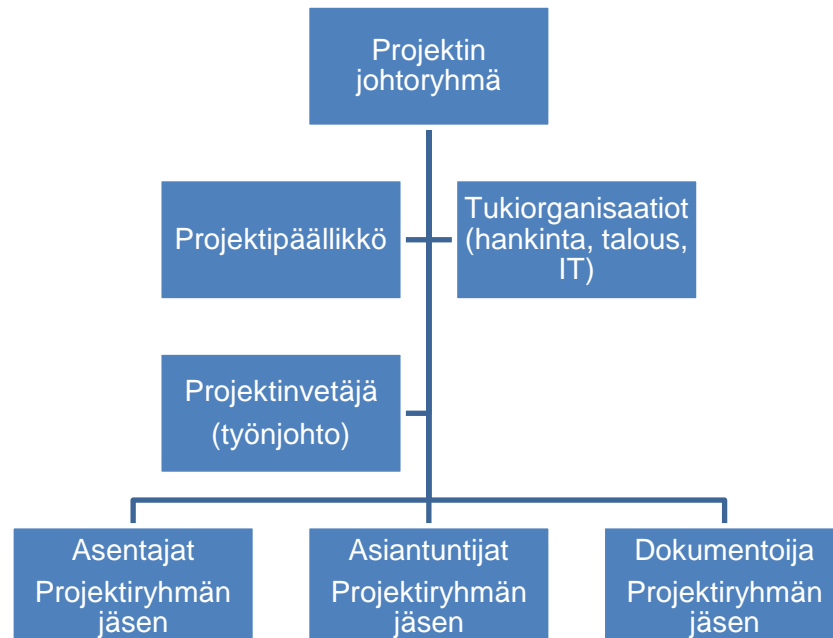 Projektin
johtoryhmä
Projektipäällikkö
Tukiorganisaatiot
(hankinta, talous,
IT)
Projektinvetäjä
(työnjohto)
Asentajat
Projektiryhmän
jäsen
Asiantuntijat
Projektiryhmän
jäsen
Dokumentoija
Projektiryhmän
jäsen